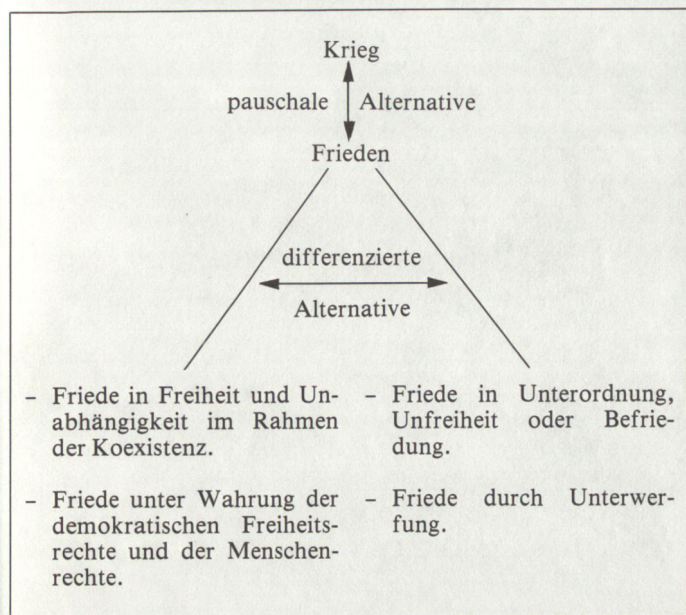 Krieg
pauschale Alternative
Frieden
differenzierte
Alternative
– Friede in Freiheit und Un-
abhängigkeit im Rahmen
der Koexistenz.
– Friede unter Wahrung der
demokratischen Freiheits-
rechte und der Menschen-
rechte.
– Friede in Unterordnung,
Unfreiheit oder Befrie-
dung.
– Friede durch Unterwer-
fung.